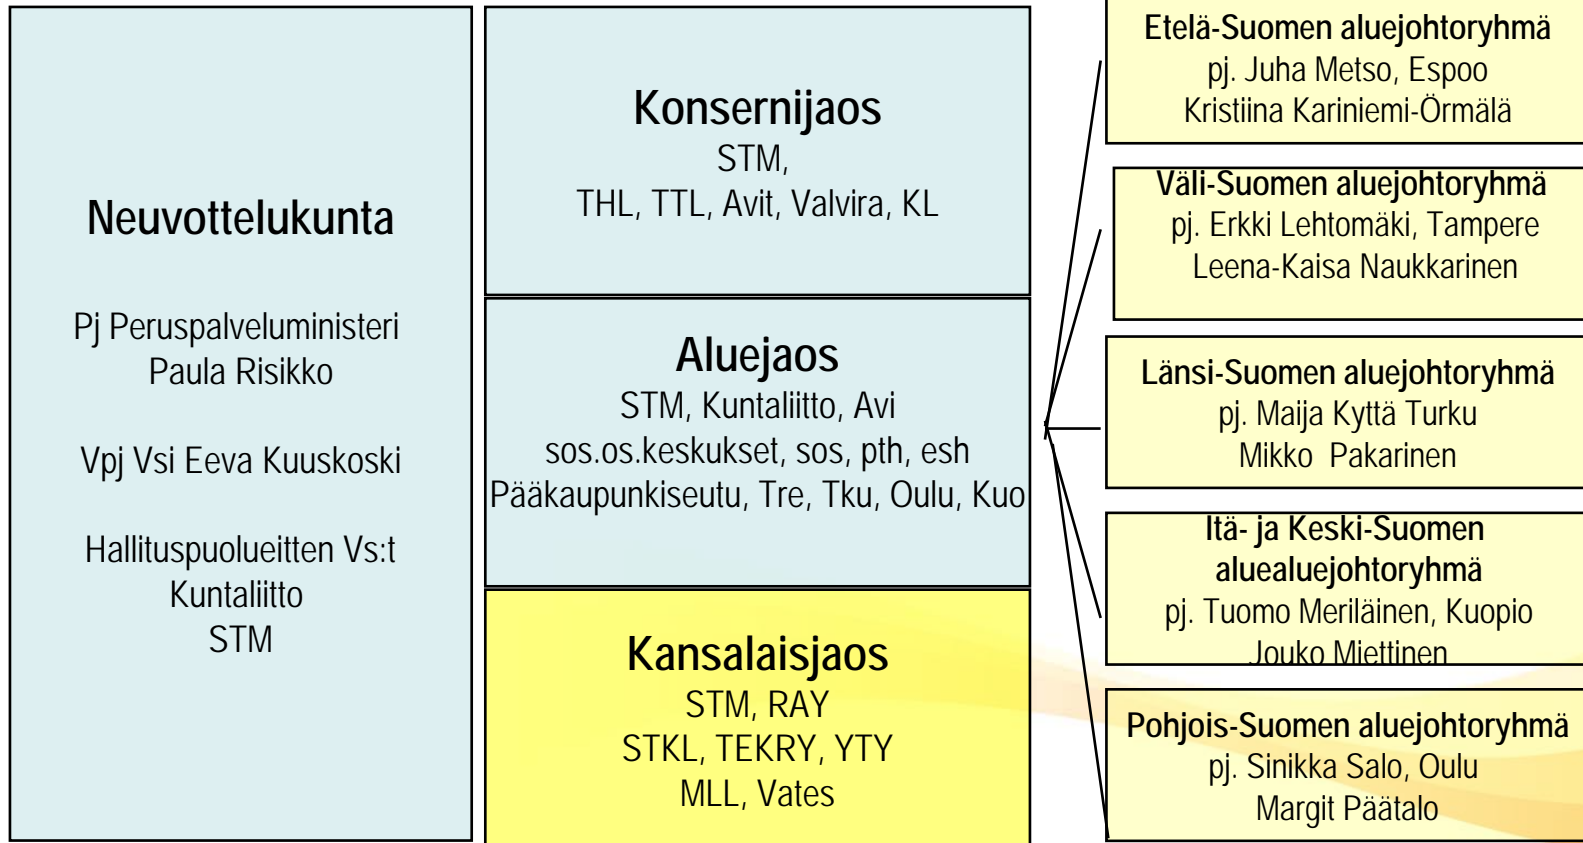 Neuvottelukunta
Pj Peruspalveluministeri
Paula Risikko
Vpj Vsi Eeva Kuuskoski
Hallituspuolueitten Vs:t
Kuntaliitto
STM
Konsernijaos
STM,
THL, TTL, Avit, Valvira, KL
Aluejaos
STM, Kuntaliitto, Avi
sos.os.keskukset, sos, pth, esh
Pääkaupunkiseutu, Tre, Tku, Oulu, Kuo
Kansalaisjaos
STM, RAY
STKL, TEKRY, YTY
MLL, Vates
Etelä-Suomen aluejohtoryhmä
pj. Juha Metso, Espoo
Kristiina Kariniemi-Örmälä
Väli-Suomen aluejohtoryhmä
pj. Erkki Lehtomäki, Tampere
Leena-Kaisa Naukkarinen
Länsi-Suomen aluejohtoryhmä
pj. Maija Kyttä Turku
Mikko Pakarinen
Itä- ja Keski-Suomen
aluealuejohtoryhmä
pj. Tuomo Meriläinen, Kuopio
Jouko Miettinen
Pohjois-Suomen aluejohtoryhmä
pj. Sinikka Salo, Oulu
Margit Päätalo